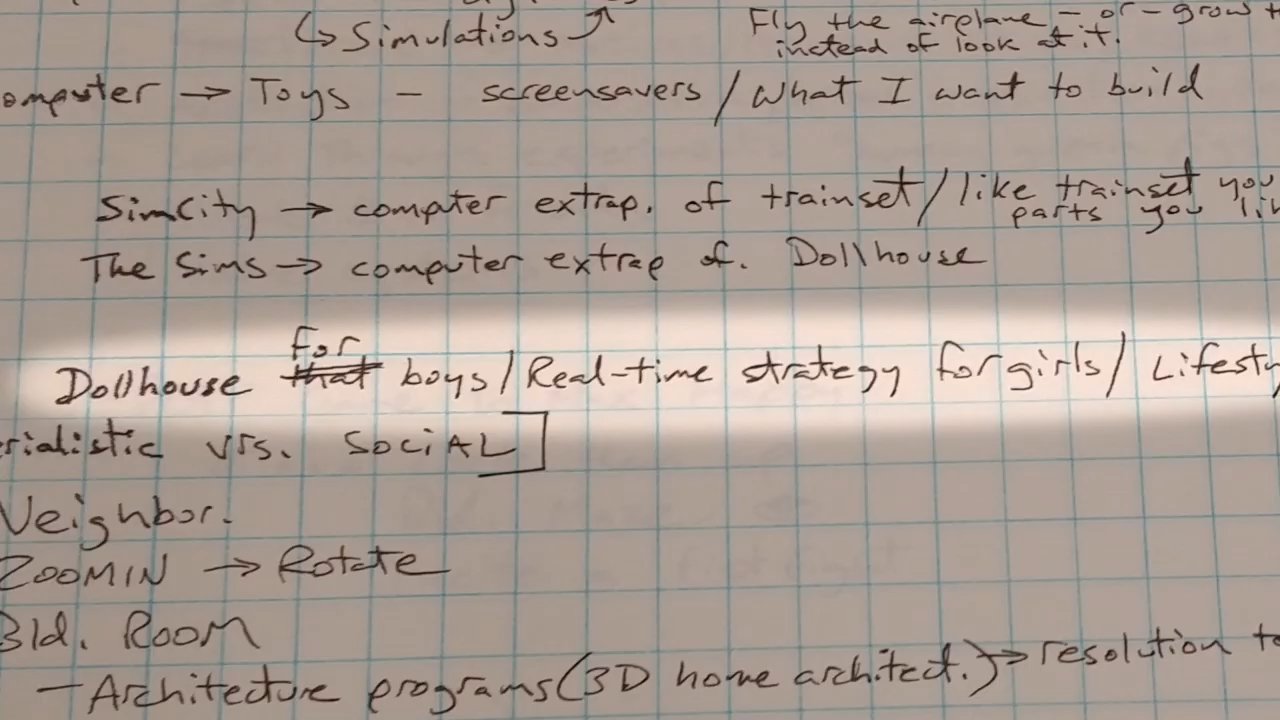 ↳ Simulations ↗
Fly the airplane - or - grow
instead of look at it.
omputer → Toys - screensavers / What I want to build
SimCity → computer extrap. of trainset / like trainset you
parts you
The Sims → computer extrap of. Dollhouse
For
Dollhouse that boys / Real-time strategy for girls / Lifesty
rialistic vrs. SOCIAL]
Neighbor.
ZOOMIN → Rotate
Bld. ROOM
- Architecture programs (3D home architect.) → resolution to